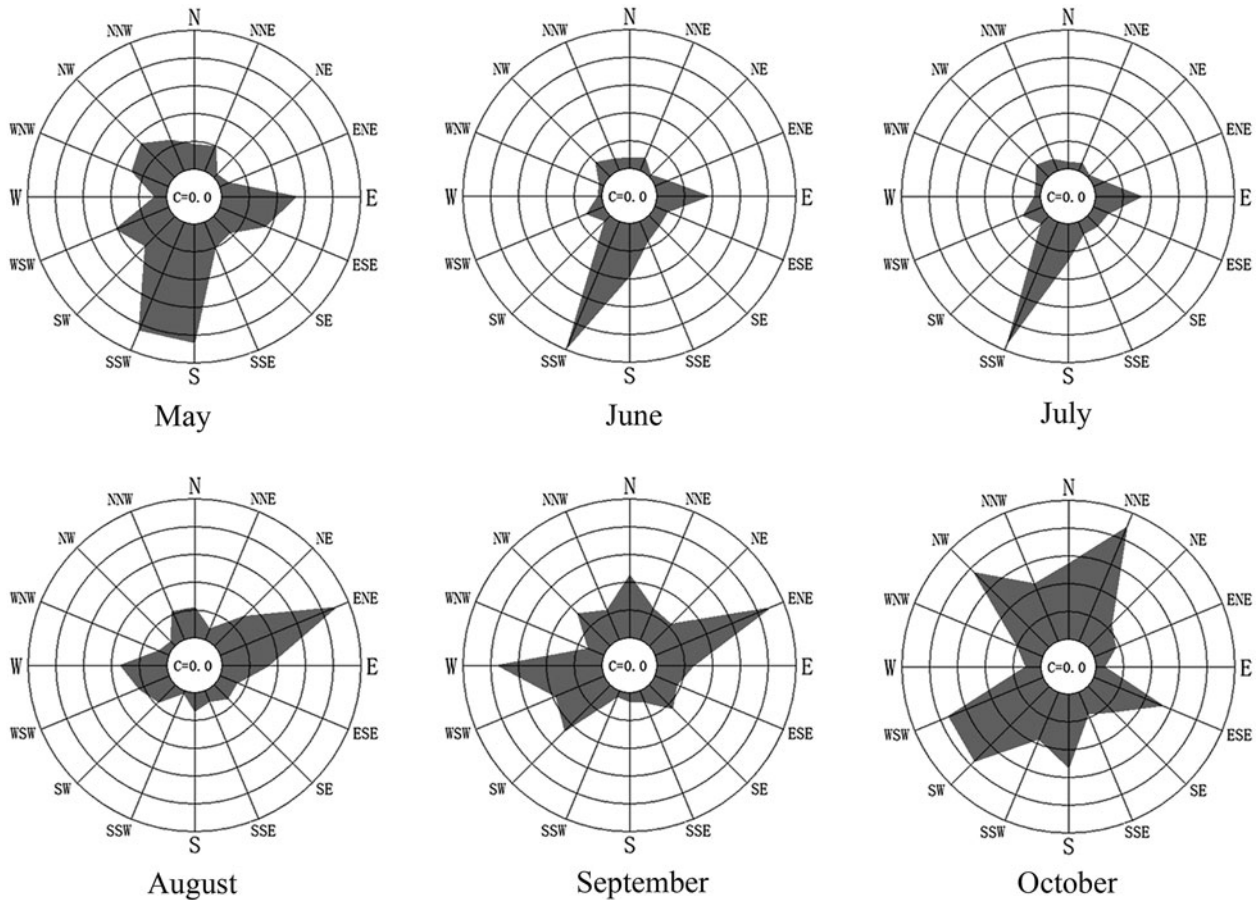 N N N
NNW NNE NNW NNE NNW NNE
NW NE NW NE NW NE
WNW ENE WNW ENE WNW ENE
W C=0.0 E W C=0.0 E W C=0.0 E
WSW ESE WSW ESE WSW ESE
SW SE SW SE SW SE
SSW SSE SSW SSE SSW SSE
S S S
May June July
N N N
NNW NNE NNW NNE NNW NNE
NW NE NW NE NW NE
WNW ENE WNW ENE WNW ENE
W C=0.0 E W C=0.0 E W C=0.0 E
WSW ESE WSW ESE WSW ESE
SW SE SW SE SW SE
SSW SSE SSW SSE SSW SSE
S S S
August September October